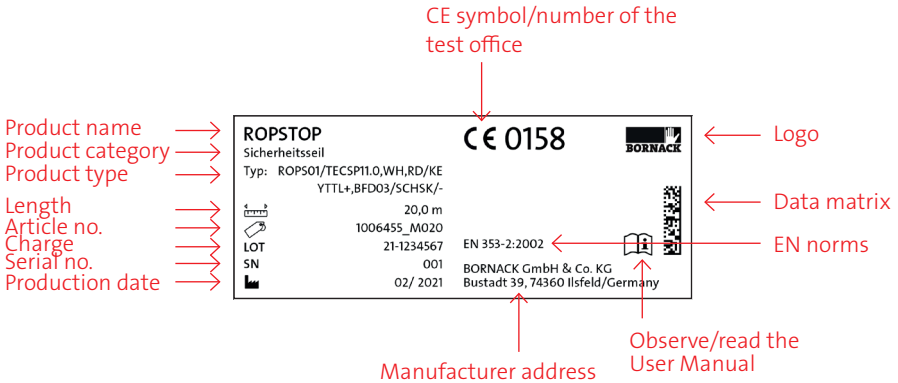 CE symbol/number of the
test office
Product name
Product category
Product type
Length
Article no.
Charge
Serial no.
Production date
ROPSTOP
Sicherheitsseil
Typ: ROPS01/TECSP11.0,WH,RD/KE
YTTL+,BFD03/SCHSK/-
20,0 m
1006455_M020
LOT 21-1234567
SN 001
02/ 2021
CE 0158
EN 353-2:2002
BORNACK GmbH & Co. KG
Bustadt 39, 74360 Ilsfeld/Germany
BORNACK
Logo
Data matrix
EN norms
Observe/read the
User Manual
Manufacturer address